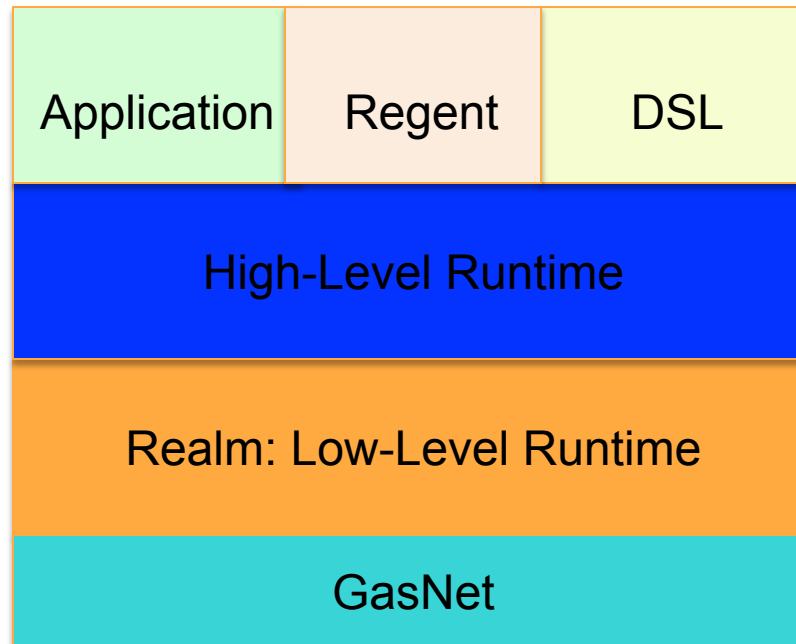 Application
Regent
DSL
High-Level Runtime
Realm: Low-Level Runtime
GasNet